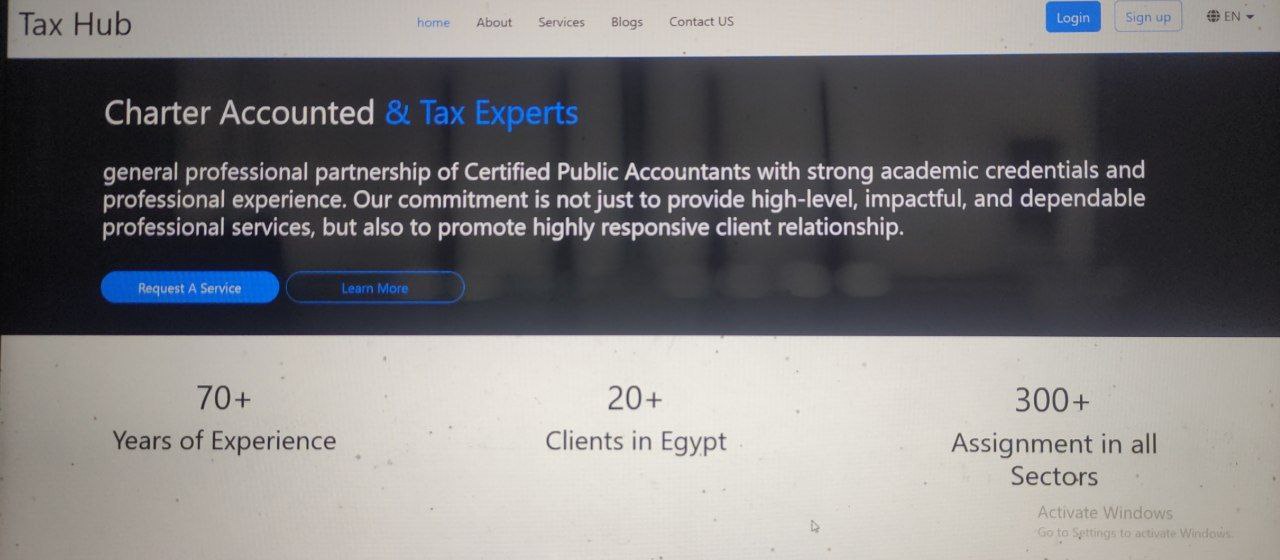 Tax Hub
home About Services Blogs Contact US Login Sign up EN
Charter Accounted & Tax Experts
general professional partnership of Certified Public Accountants with strong academic credentials and
professional experience. Our commitment is not just to provide high-level, impactful, and dependable
professional services, but also to promote highly responsive client relationship.
Request A Service Learn More
70+
Years of Experience
20+
Clients in Egypt
300+
Assignment in all
Sectors
Activate Windows
Go to Settings to activate Windows.